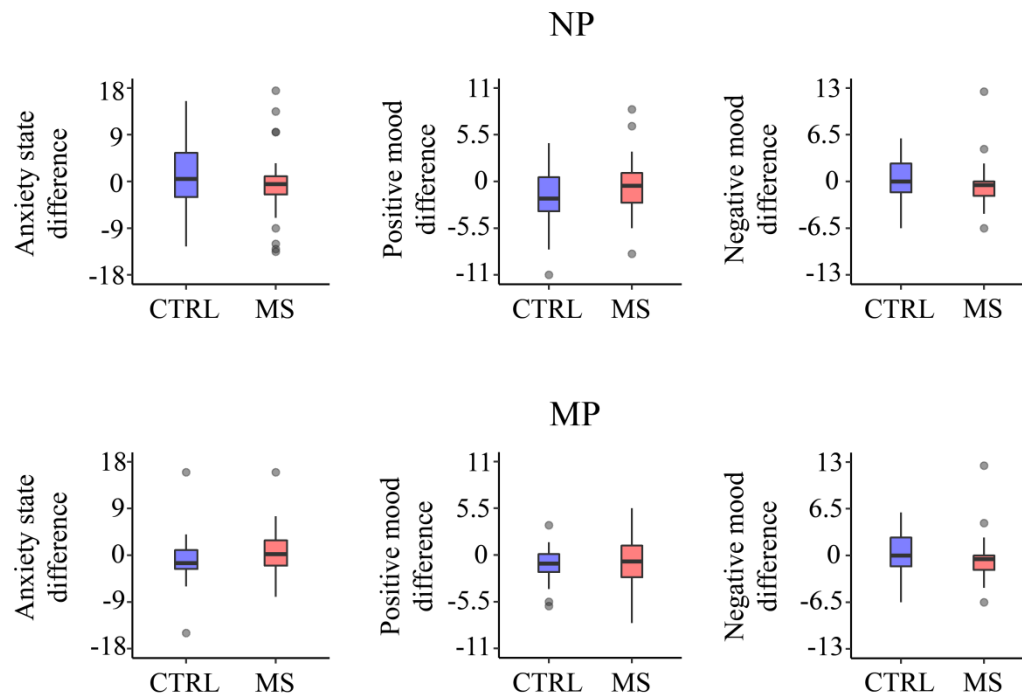 NP
Anxiety state
difference
18
9
0
-9
-18
CTRL MS
Positive mood
difference
11
5.5
0
-5.5
-11
CTRL MS
Negative mood
difference
13
6.5
0
-6.5
-13
CTRL MS
MP
Anxiety state
difference
18
9
0
-9
-18
CTRL MS
Positive mood
difference
11
5.5
0
-5.5
-11
CTRL MS
Negative mood
difference
13
6.5
0
-6.5
-13
CTRL MS